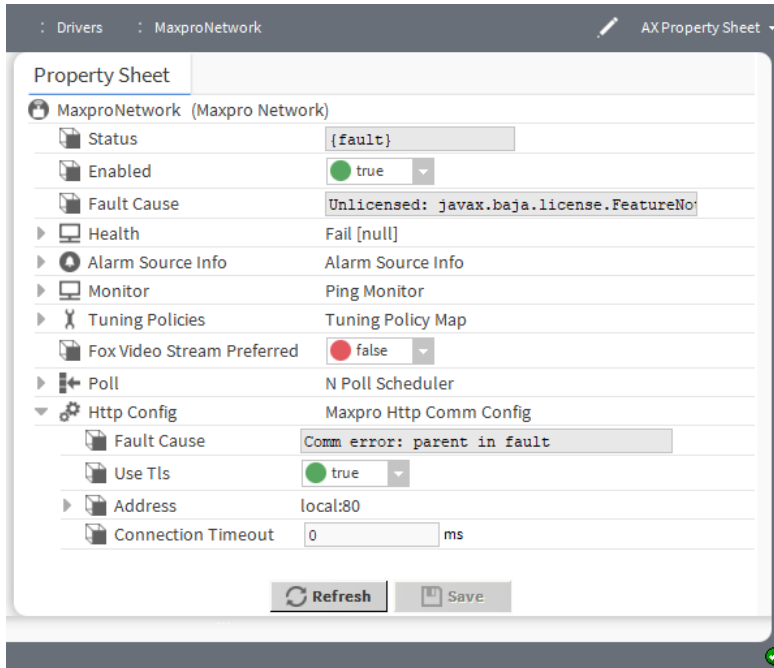 : Drivers : MaxproNetwork AX Property Sheet
Property Sheet
MaxproNetwork (Maxpro Network)
Status {fault}
Enabled true
Fault Cause Unlicensed: javax.baja.license.FeatureNo
Health Fail [null]
Alarm Source Info Alarm Source Info
Monitor Ping Monitor
Tuning Policies Tuning Policy Map
Fox Video Stream Preferred false
Poll N Poll Scheduler
Http Config Maxpro Http Comm Config
Fault Cause Comm error: parent in fault
Use Tls true
Address local:80
Connection Timeout 0 ms
Refresh Save